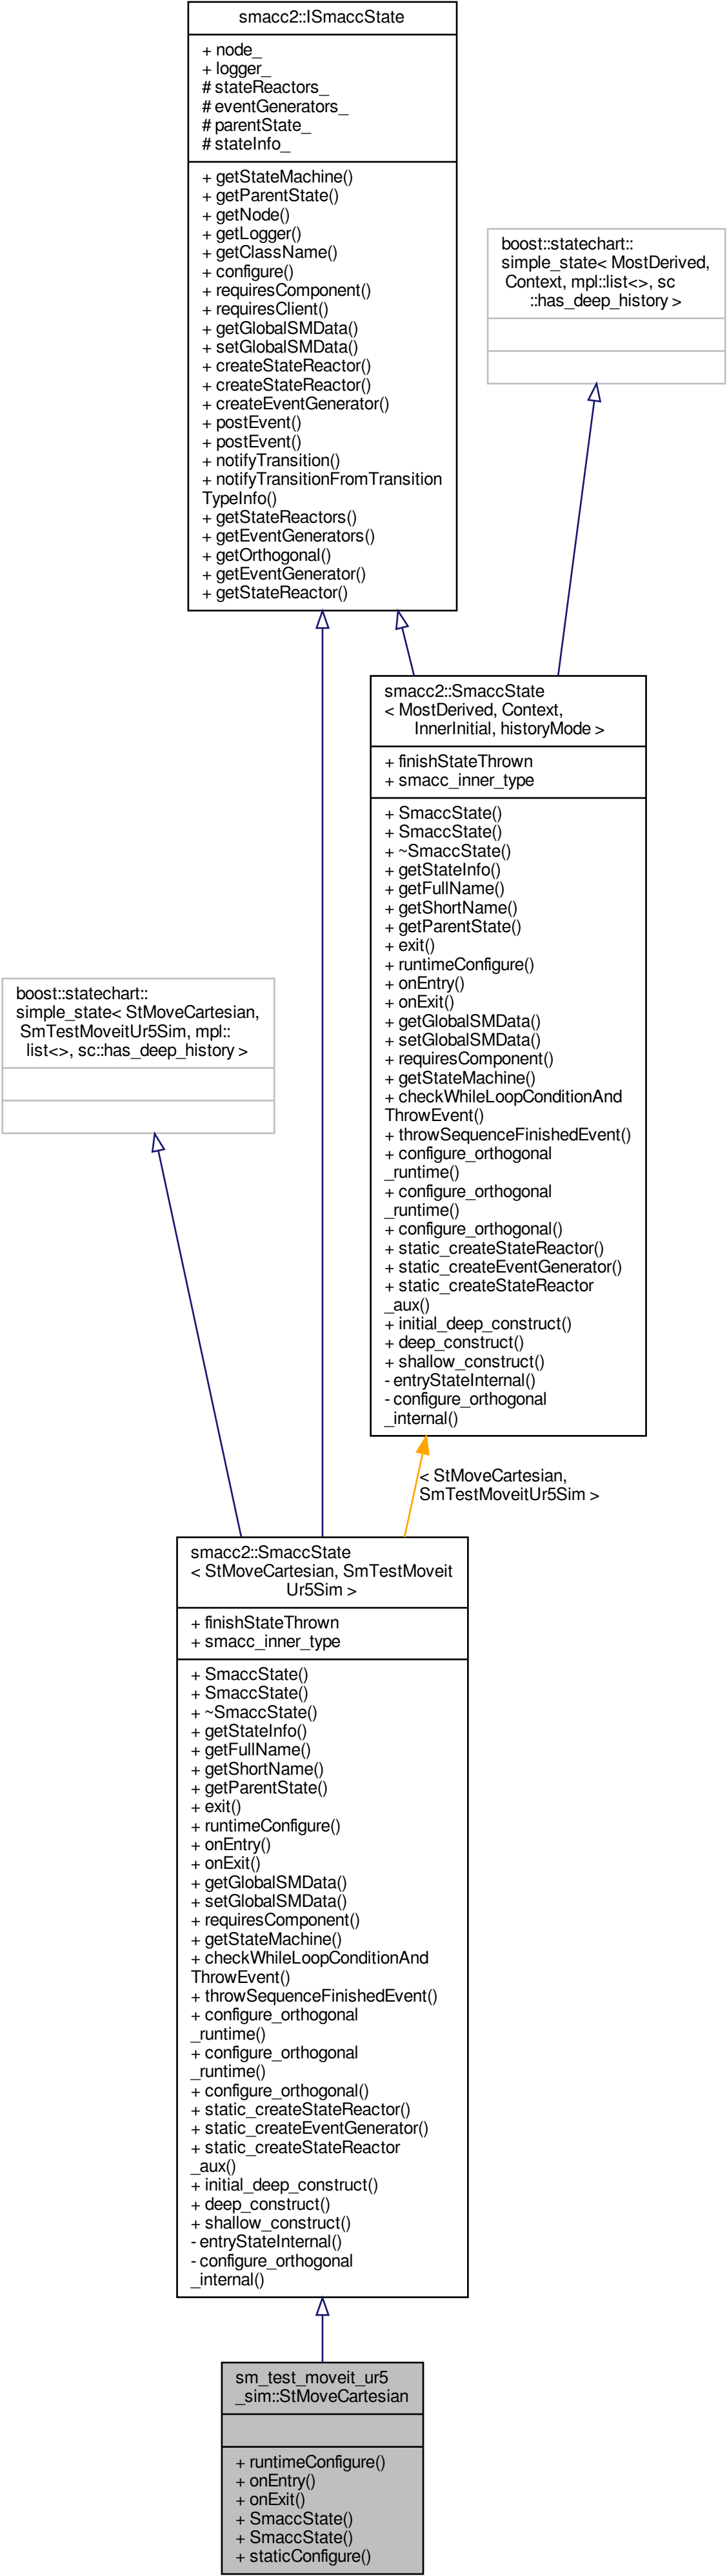 smacc2::ISmaccState
+ node_
+ logger_
# stateReactors_
# eventGenerators_
# parentState_
# stateInfo_
+ getStateMachine()
+ getParentState()
+ getNode()
+ getLogger()
+ getClassName()
+ configure()
+ requiresComponent()
+ requiresClient()
+ getGlobalSMData()
+ setGlobalSMData()
+ createStateReactor()
+ createStateReactor()
+ createEventGenerator()
+ postEvent()
+ postEvent()
+ notifyTransition()
+ notifyTransitionFromTransition
TypeInfo()
+ getStateReactors()
+ getEventGenerators()
+ getOrthogonal()
+ getEventGenerator()
+ getStateReactor()
boost::statechart::
simple_state< MostDerived,
Context, mpl::list<>, sc
::has_deep_history >
smacc2::SmaccState
< MostDerived, Context,
InnerInitial, historyMode >
+ finishStateThrown
+ smacc_inner_type
+ SmaccState()
+ SmaccState()
+ ~SmaccState()
+ getStateInfo()
+ getFullName()
+ getShortName()
+ getParentState()
+ exit()
+ runtimeConfigure()
+ onEntry()
+ onExit()
+ getGlobalSMData()
+ setGlobalSMData()
+ requiresComponent()
+ getStateMachine()
+ checkWhileLoopConditionAnd
ThrowEvent()
+ throwSequenceFinishedEvent()
+ configure_orthogonal
_runtime()
+ configure_orthogonal
_runtime()
+ configure_orthogonal()
+ static_createStateReactor()
+ static_createEventGenerator()
+ static_createStateReactor
_aux()
+ initial_deep_construct()
+ deep_construct()
+ shallow_construct()
- entryStateInternal()
- configure_orthogonal
_internal()
boost::statechart::
simple_state< StMoveCartesian,
SmTestMoveitUr5Sim, mpl::
list<>, sc::has_deep_history >
< StMoveCartesian,
SmTestMoveitUr5Sim >
smacc2::SmaccState
< StMoveCartesian, SmTestMoveit
Ur5Sim >
+ finishStateThrown
+ smacc_inner_type
+ SmaccState()
+ SmaccState()
+ ~SmaccState()
+ getStateInfo()
+ getFullName()
+ getShortName()
+ getParentState()
+ exit()
+ runtimeConfigure()
+ onEntry()
+ onExit()
+ getGlobalSMData()
+ setGlobalSMData()
+ requiresComponent()
+ getStateMachine()
+ checkWhileLoopConditionAnd
ThrowEvent()
+ throwSequenceFinishedEvent()
+ configure_orthogonal
_runtime()
+ configure_orthogonal
_runtime()
+ configure_orthogonal()
+ static_createStateReactor()
+ static_createEventGenerator()
+ static_createStateReactor
_aux()
+ initial_deep_construct()
+ deep_construct()
+ shallow_construct()
- entryStateInternal()
- configure_orthogonal
_internal()
sm_test_moveit_ur5
_sim::StMoveCartesian
+ runtimeConfigure()
+ onEntry()
+ onExit()
+ SmaccState()
+ SmaccState()
+ staticConfigure()